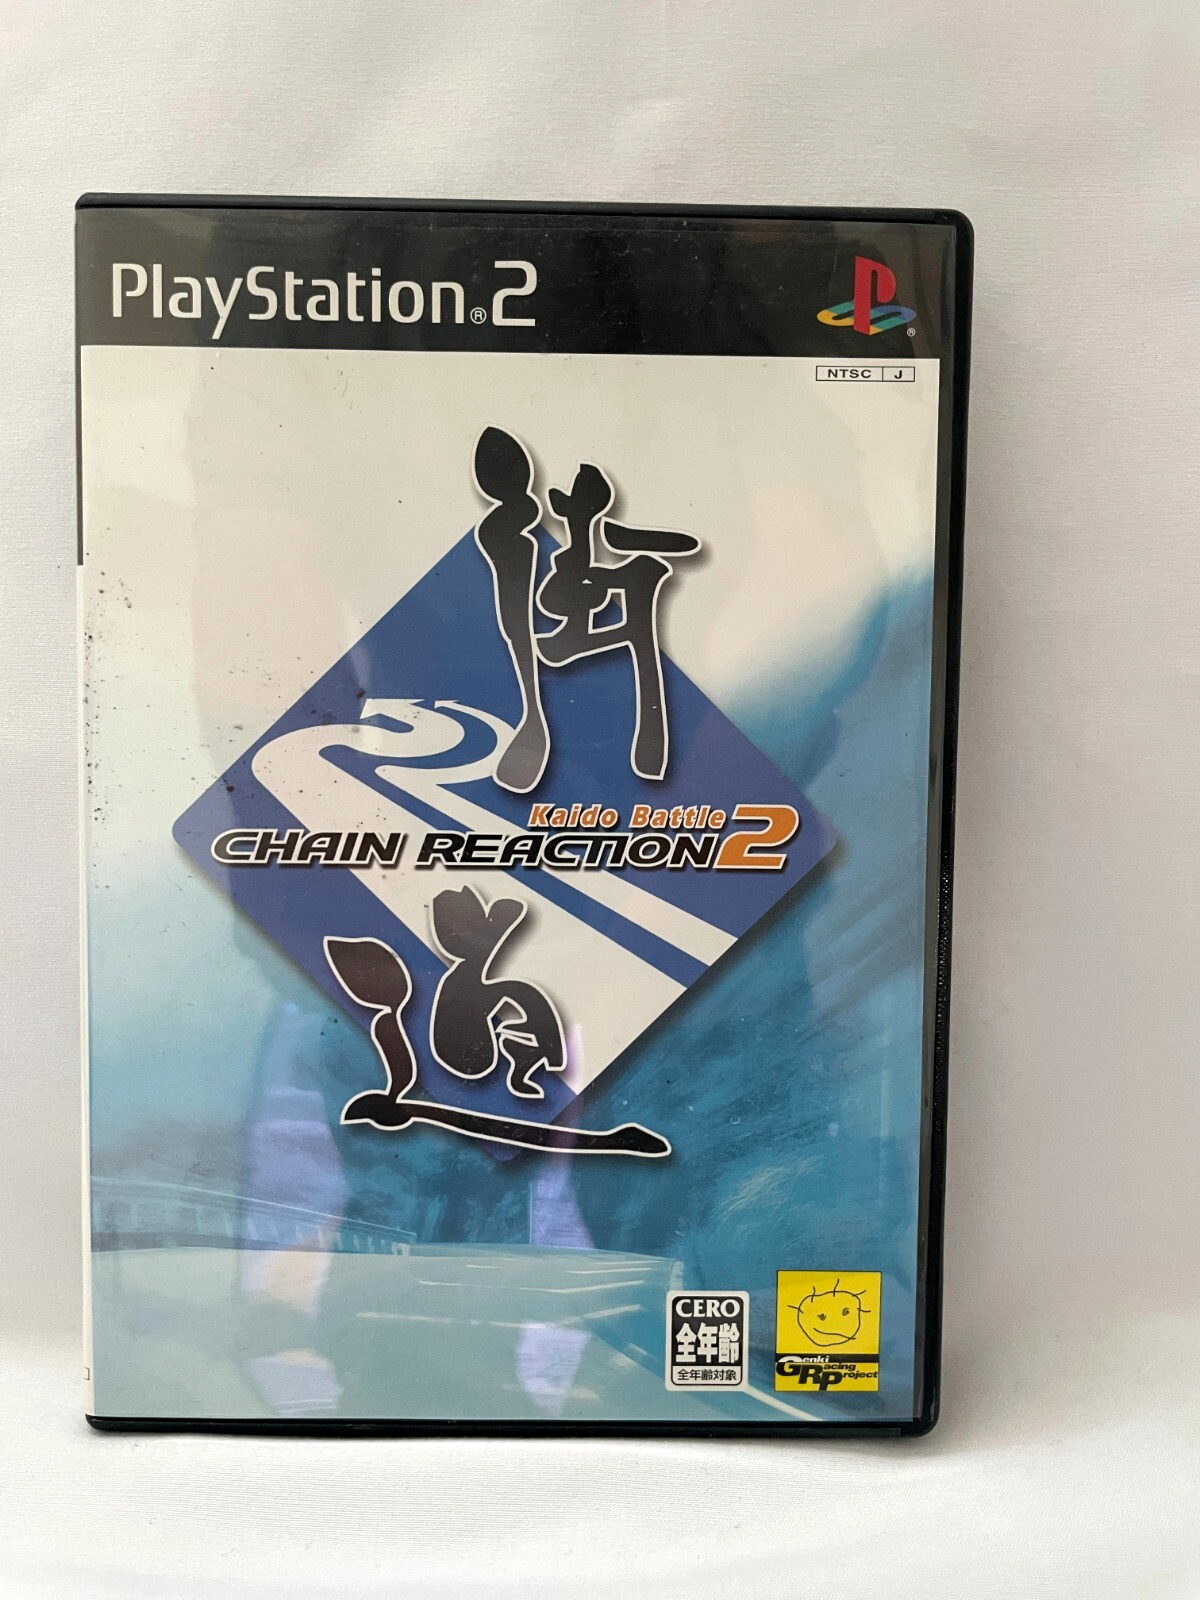 PlayStation®2
NTSC J
街
Kaido Battle
CHAIN REACTION 2
道
CERO
全年齢
全年齢対象
Genki
Racing
Project